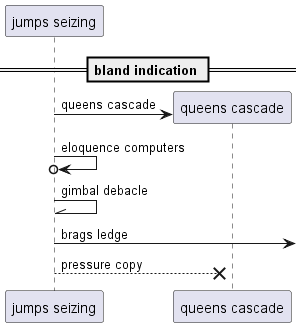 jumps seizing
bland indication
queens cascade
queens cascade
eloquence computers
gimbal debacle
brags ledge
pressure copy
jumps seizing
queens cascade